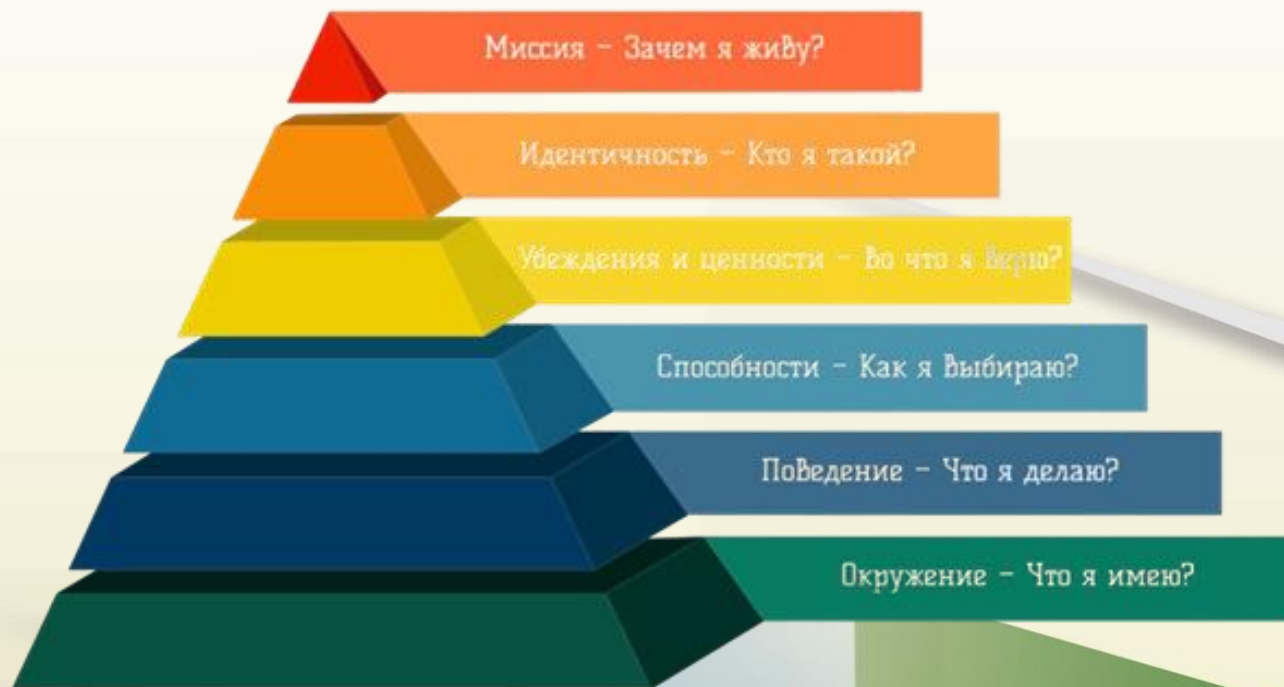 Миссия - Зачем я живу?
Идентичность - Кто я такой?
Убеждения и ценности - Во что я верю?
Способности - Как я выбираю?
Поведение - Что я делаю?
Окружение - Что я имею?